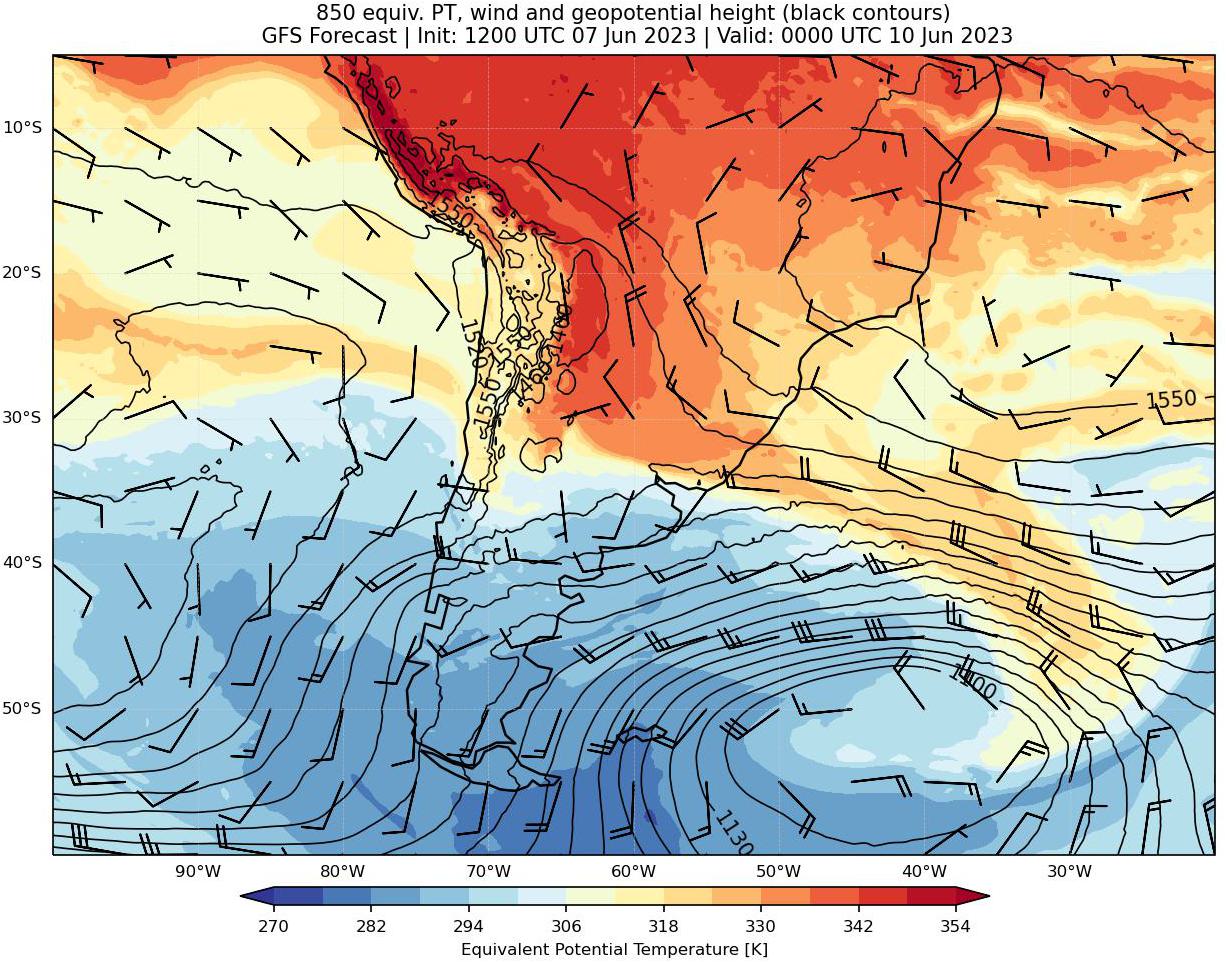 850 equiv. PT, wind and geopotential height (black contours)
GFS Forecast | Init: 1200 UTC 07 Jun 2023 | Valid: 0000 UTC 10 Jun 2023
10°S
20°S
30°S
40°S
50°S
1550
1520
1400
1550
1550
1100
1130
90°W 80°W 70°W 60°W 50°W 40°W 30°W
270 282 294 306 318 330 342 354
Equivalent Potential Temperature [K]